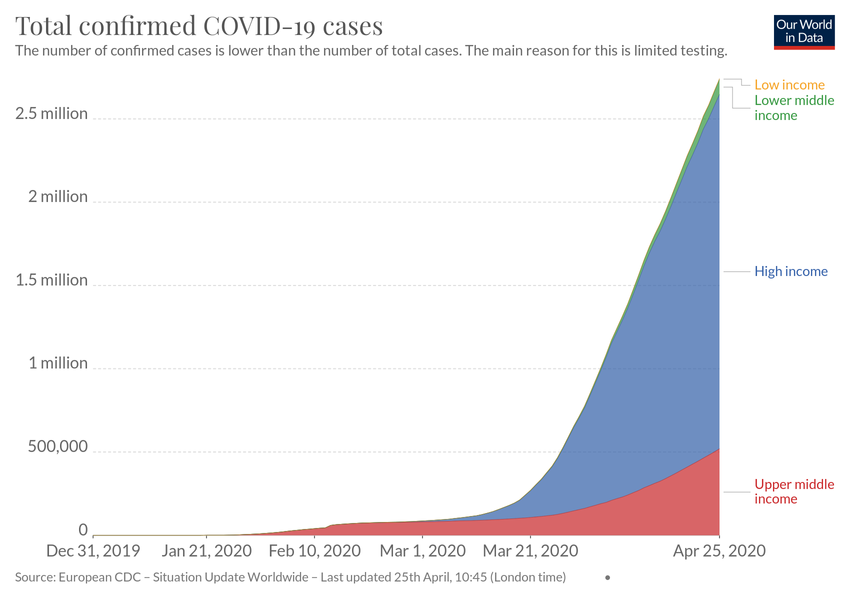 Total confirmed COVID-19 cases
Our World
in Data
The number of confirmed cases is lower than the number of total cases. The main reason for this is limited testing.
Low income
Lower middle
income
2.5 million
2 million
1.5 million
High income
1 million
500,000
Upper middle
income
0
Dec 31, 2019 Jan 21, 2020 Feb 10, 2020 Mar 1, 2020 Mar 21, 2020 Apr 25, 2020
Source: European CDC – Situation Update Worldwide – Last updated 25th April, 10:45 (London time) •